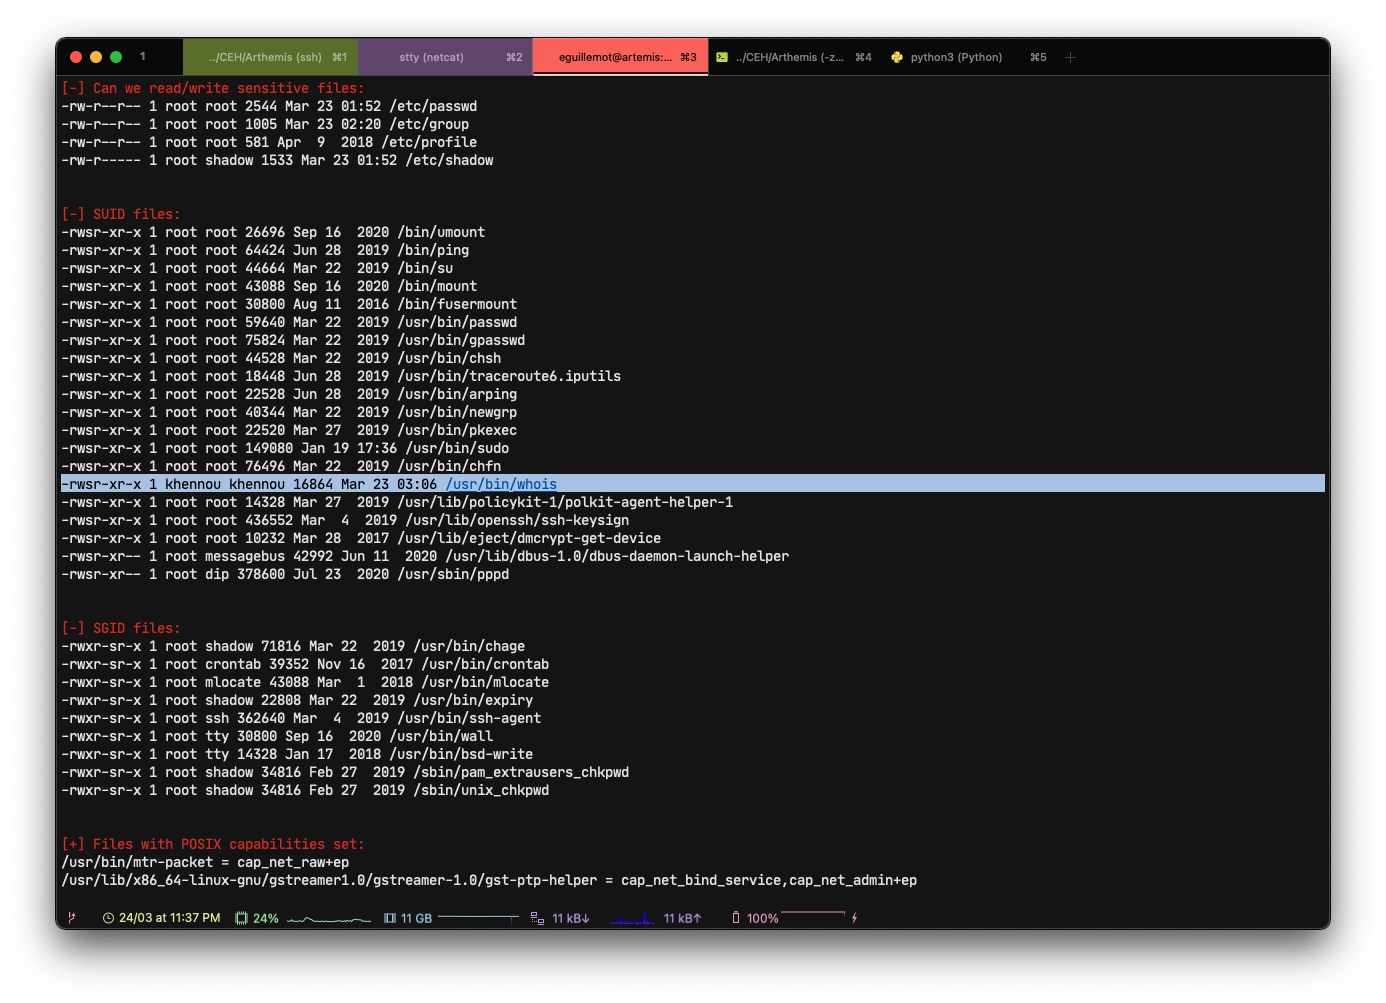 1 ../CEH/Arthemis (ssh) ⌘1 stty (netcat) ⌘2 eguillemot@artemis:... ⌘3 ../CEH/Arthemis (-z... ⌘4 python3 (Python) ⌘5
[-] Can we read/write sensitive files:
-rw-r--r-- 1 root root 2544 Mar 23 01:52 /etc/passwd
-rw-r--r-- 1 root root 1005 Mar 23 02:20 /etc/group
-rw-r--r-- 1 root root 581 Apr  9  2018 /etc/profile
-rw-r----- 1 root shadow 1533 Mar 23 01:52 /etc/shadow
[-] SUID files:
-rwsr-xr-x 1 root root 26696 Sep 16  2020 /bin/umount
-rwsr-xr-x 1 root root 64424 Jun 28  2019 /bin/ping
-rwsr-xr-x 1 root root 44664 Mar 22  2019 /bin/su
-rwsr-xr-x 1 root root 43088 Sep 16  2020 /bin/mount
-rwsr-xr-x 1 root root 30800 Aug 11  2016 /bin/fusermount
-rwsr-xr-x 1 root root 59640 Mar 22  2019 /usr/bin/passwd
-rwsr-xr-x 1 root root 75824 Mar 22  2019 /usr/bin/gpasswd
-rwsr-xr-x 1 root root 44528 Mar 22  2019 /usr/bin/chsh
-rwsr-xr-x 1 root root 18448 Jun 28  2019 /usr/bin/traceroute6.iputils
-rwsr-xr-x 1 root root 22528 Jun 28  2019 /usr/bin/arping
-rwsr-xr-x 1 root root 40344 Mar 22  2019 /usr/bin/newgrp
-rwsr-xr-x 1 root root 22520 Mar 27  2019 /usr/bin/pkexec
-rwsr-xr-x 1 root root 149080 Jan 19 17:36 /usr/bin/sudo
-rwsr-xr-x 1 root root 76496 Mar 22  2019 /usr/bin/chfn
-rwsr-xr-x 1 khennou khennou 16864 Mar 23 03:06 /usr/bin/whois
-rwsr-xr-x 1 root root 14328 Mar 27  2019 /usr/lib/policykit-1/polkit-agent-helper-1
-rwsr-xr-x 1 root root 436552 Mar  4  2019 /usr/lib/openssh/ssh-keysign
-rwsr-xr-x 1 root root 10232 Mar 28  2017 /usr/lib/eject/dmcrypt-get-device
-rwsr-xr-- 1 root messagebus 42992 Jun 11  2020 /usr/lib/dbus-1.0/dbus-daemon-launch-helper
-rwsr-xr-- 1 root dip 378600 Jul 23  2020 /usr/sbin/pppd
[-] SGID files:
-rwxr-sr-x 1 root shadow 71816 Mar 22  2019 /usr/bin/chage
-rwxr-sr-x 1 root crontab 39352 Nov 16  2017 /usr/bin/crontab
-rwxr-sr-x 1 root mlocate 43088 Mar  1  2018 /usr/bin/mlocate
-rwxr-sr-x 1 root shadow 22808 Mar 22  2019 /usr/bin/expiry
-rwxr-sr-x 1 root ssh 362640 Mar  4  2019 /usr/bin/ssh-agent
-rwxr-sr-x 1 root tty 30800 Sep 16  2020 /usr/bin/wall
-rwxr-sr-x 1 root tty 14328 Jan 17  2018 /usr/bin/bsd-write
-rwxr-sr-x 1 root shadow 34816 Feb 27  2019 /sbin/pam_extrausers_chkpwd
-rwxr-sr-x 1 root shadow 34816 Feb 27  2019 /sbin/unix_chkpwd
[+] Files with POSIX capabilities set:
/usr/bin/mtr-packet = cap_net_raw+ep
/usr/lib/x86_64-linux-gnu/gstreamer1.0/gstreamer-1.0/gst-ptp-helper = cap_net_bind_service,cap_net_admin+ep
24/03 at 11:37 PM 24% 11 GB 11 kB↓ 11 kB↑ 100%